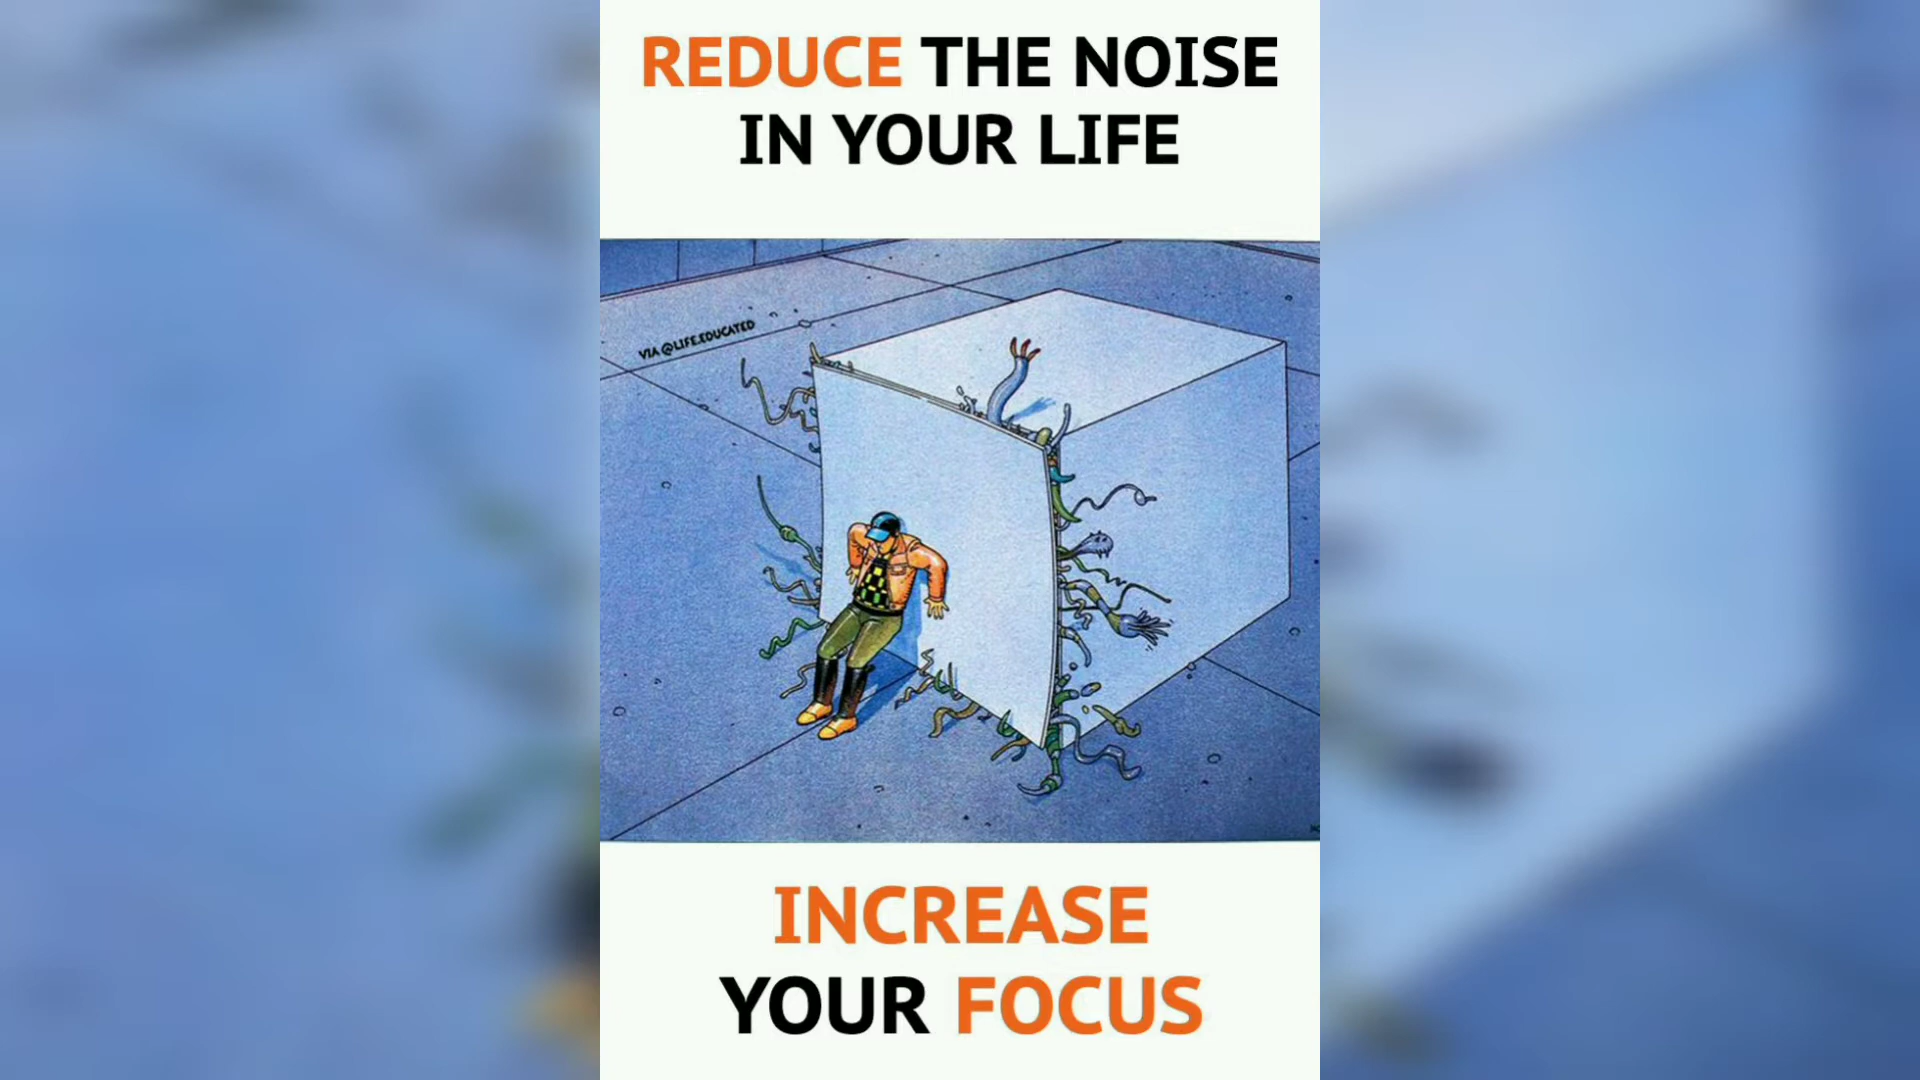 REDUCE THE NOISE
IN YOUR LIFE
VIA @LIFE.EDUCATED
INCREASE
YOUR FOCUS